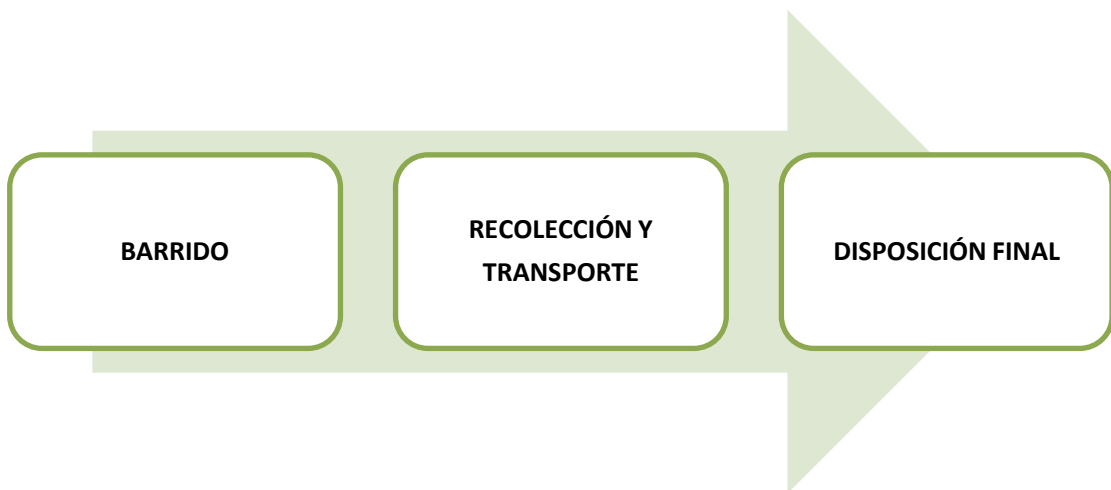 BARRIDO
RECOLECCIÓN Y
TRANSPORTE
DISPOSICIÓN FINAL